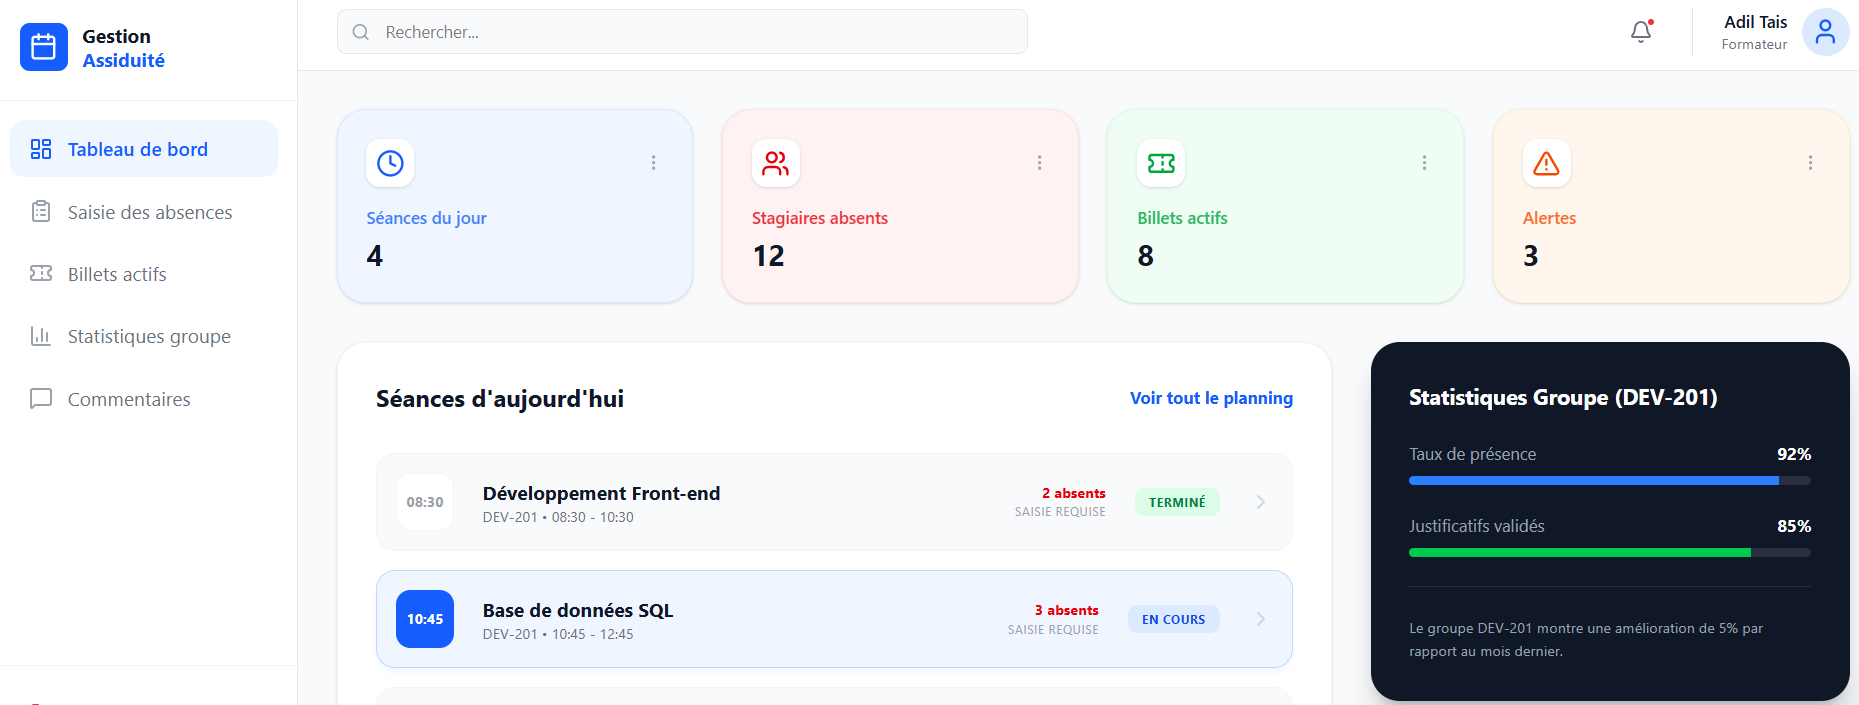 Gestion
Assiduité
Rechercher...
Adil Tais
Formateur
Tableau de bord
Saisie des absences
Billets actifs
Statistiques groupe
Commentaires
Séances du jour
4
Stagiaires absents
12
Billets actifs
8
Alertes
3
Séances d'aujourd'hui
Voir tout le planning
08:30
Développement Front-end
DEV-201 • 08:30 - 10:30
2 absents
SAISIE REQUISE
TERMINÉ
10:45
Base de données SQL
DEV-201 • 10:45 - 12:45
3 absents
SAISIE REQUISE
EN COURS
Statistiques Groupe (DEV-201)
Taux de présence
92%
Justificatifs validés
85%
Le groupe DEV-201 montre une amélioration de 5% par
rapport au mois dernier.